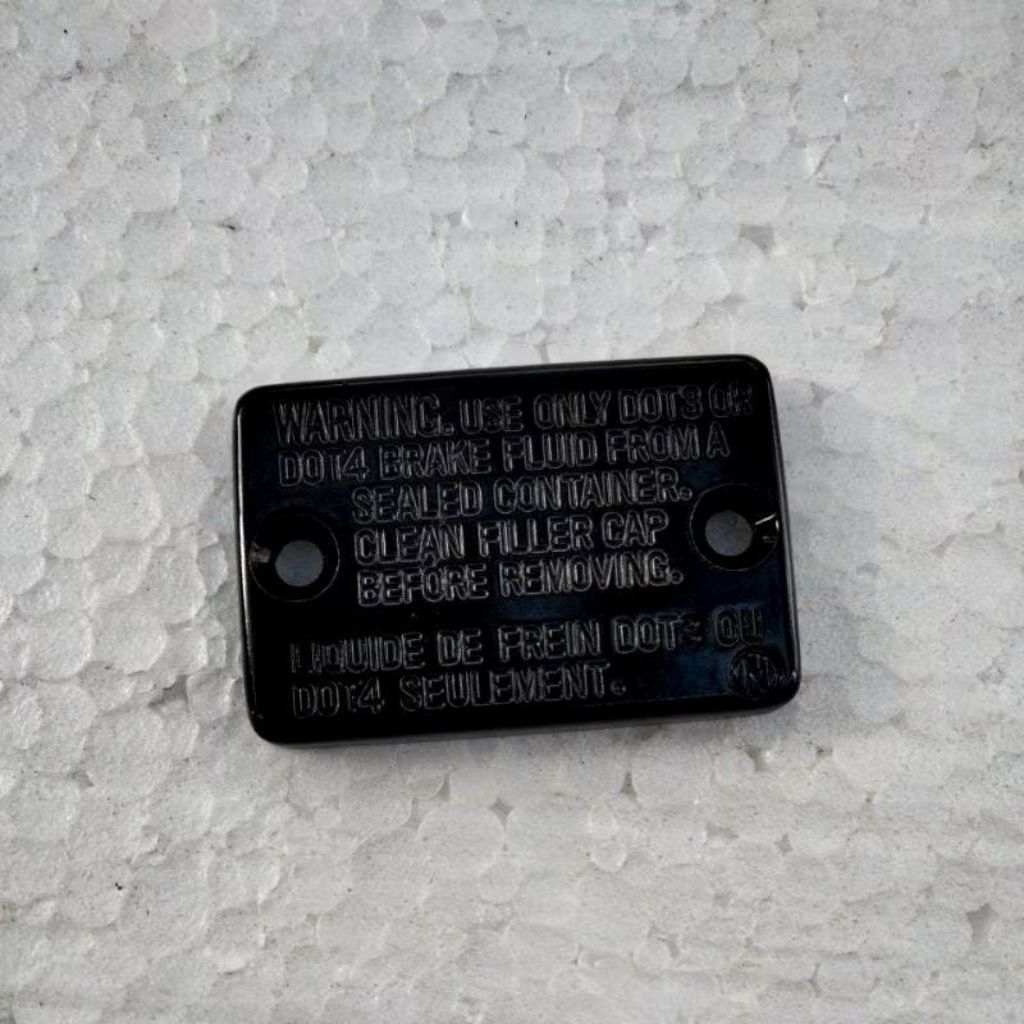 WARNING. USE ONLY DOT3 OR
DOT4 BRAKE FLUID FROM A
SEALED CONTAINER.
CLEAN FILLER CAP
BEFORE REMOVING.
LIQUIDE DE FREIN DOT3 OU
DOT4 SEULEMENT.